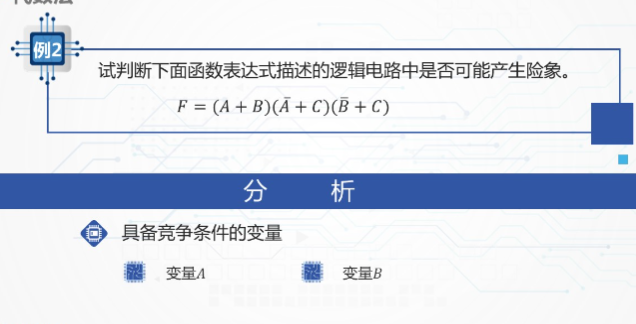 代数法
例2
试判断下面函数表达式描述的逻辑电路中是否可能产生险象。
F = (A + B)(Ā + C)(B̄ + C)
分 析
具备竞争条件的变量
变量A 变量B